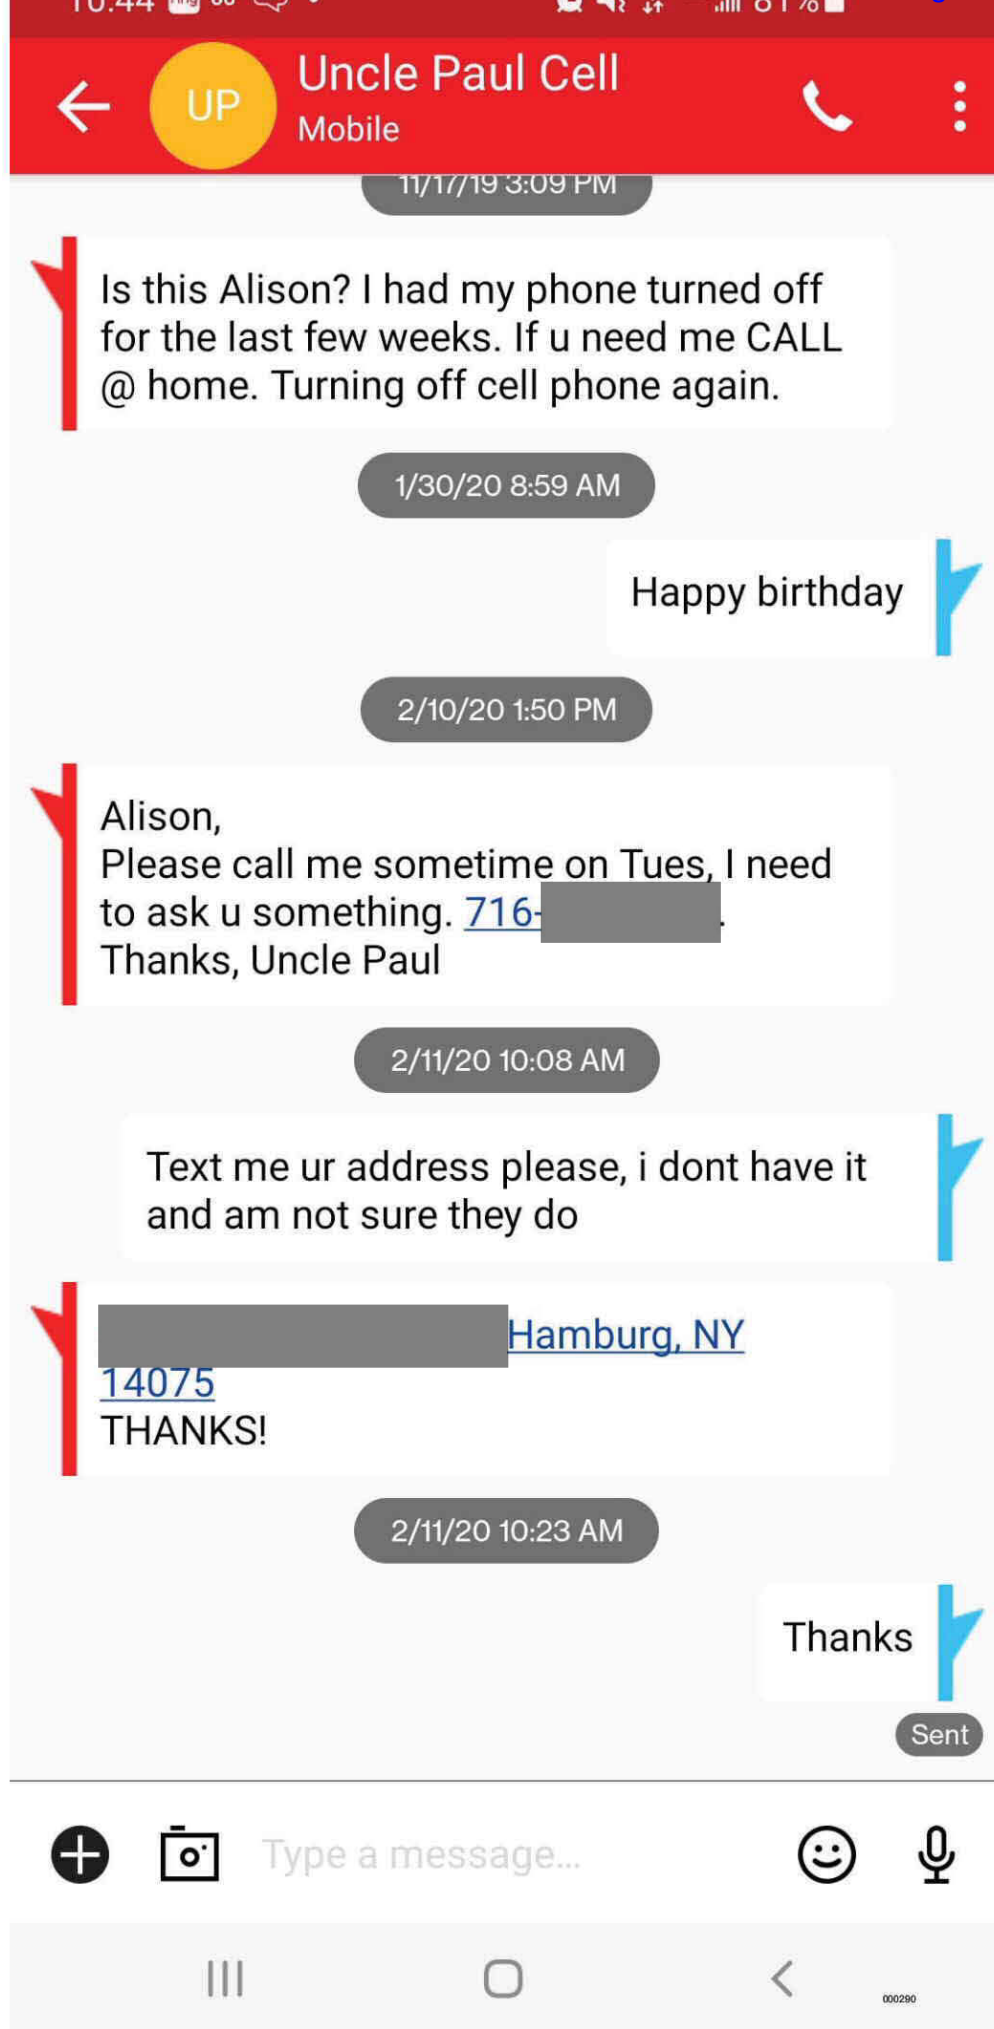 10:44
UP
Uncle Paul Cell
Mobile
11/17/19 3:09 PM
Is this Alison? I had my phone turned off
for the last few weeks. If u need me CALL
@ home. Turning off cell phone again.
1/30/20 8:59 AM
Happy birthday
2/10/20 1:50 PM
Alison,
Please call me sometime on Tues, I need
to ask u something. 716- .
Thanks, Uncle Paul
2/11/20 10:08 AM
Text me ur address please, i dont have it
and am not sure they do
Hamburg, NY
14075
THANKS!
2/11/20 10:23 AM
Thanks
Sent
Type a message...
000290